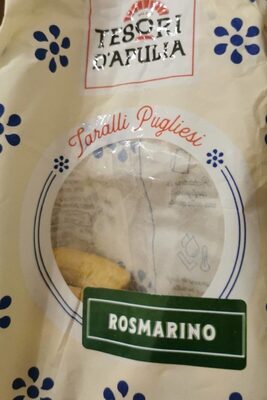 TESORI
D'APULIA
Taralli Pugliesi
ROSMARINO